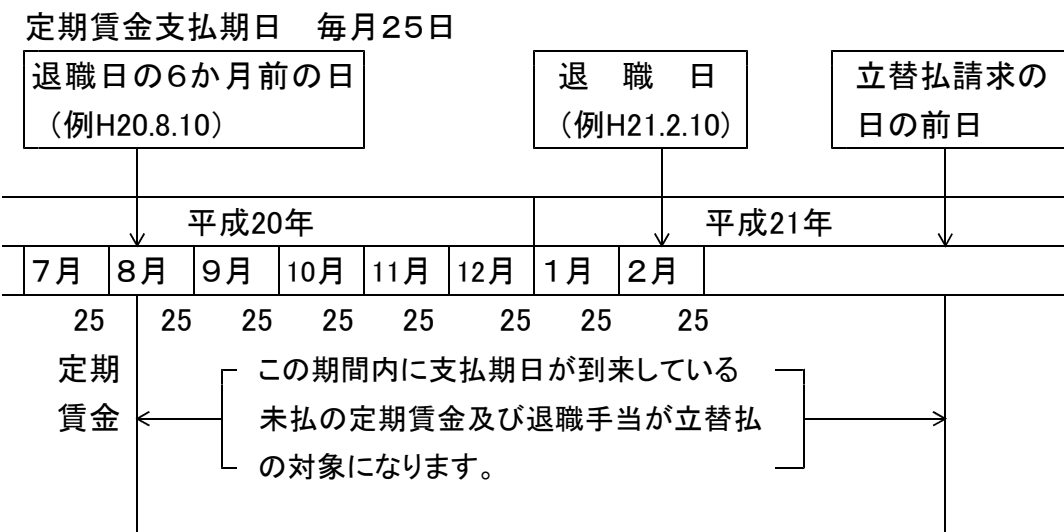 定期賃金支払期日　毎月25日
退職日の6か月前の日
(例H20.8.10)
退　職　日
(例H21.2.10)
立替払請求の
日の前日
平成20年
平成21年
7月 8月 9月 10月 11月 12月 1月 2月
25 25 25 25 25 25 25 25
定期
賃金
この期間内に支払期日が到来している
未払の定期賃金及び退職手当が立替払
の対象になります。